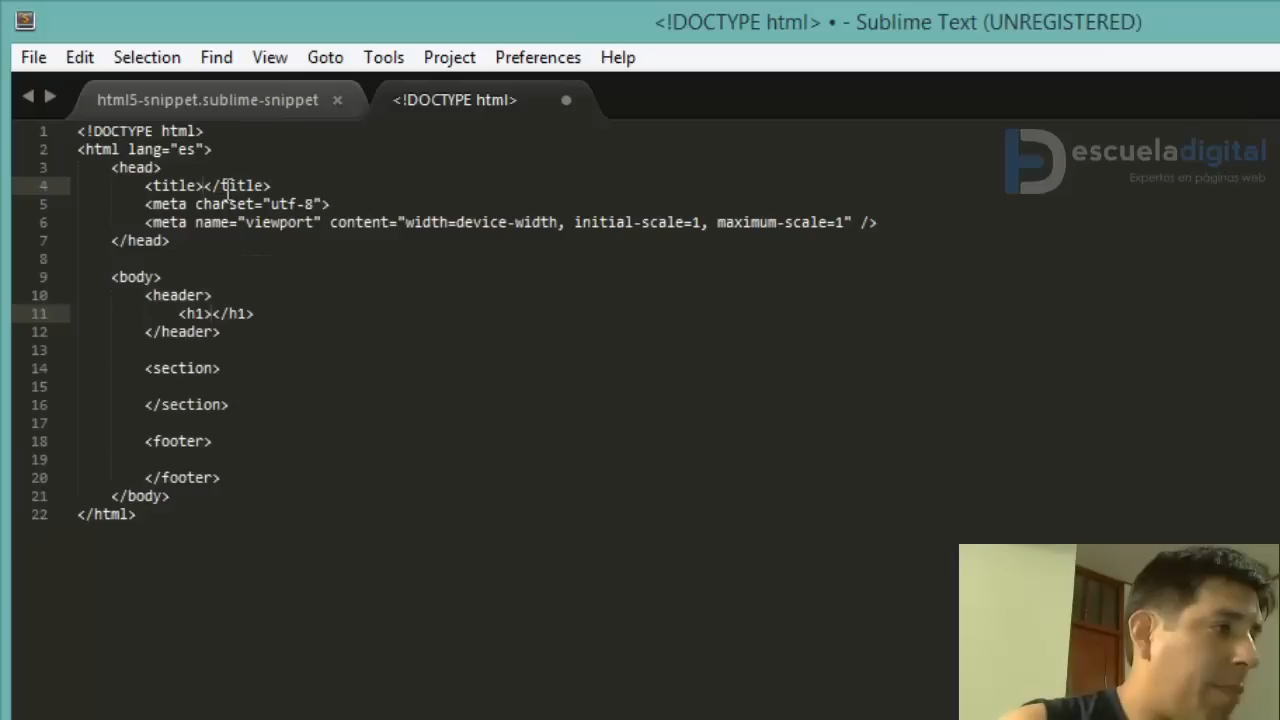 <!DOCTYPE html> • - Sublime Text (UNREGISTERED)
File Edit Selection Find View Goto Tools Project Preferences Help
html5-snippet.sublime-snippet × <!DOCTYPE html>
1 <!DOCTYPE html>
2 <html lang="es">
3 <head>
4 <title></title>
5 <meta charset="utf-8">
6 <meta name="viewport" content="width=device-width, initial-scale=1, maximum-scale=1" />
7 </head>
8
9 <body>
10 <header>
11 <h1></h1>
12 </header>
13
14 <section>
15
16 </section>
17
18 <footer>
19
20 </footer>
21 </body>
22 </html>
escueladigital
Expertos en páginas web